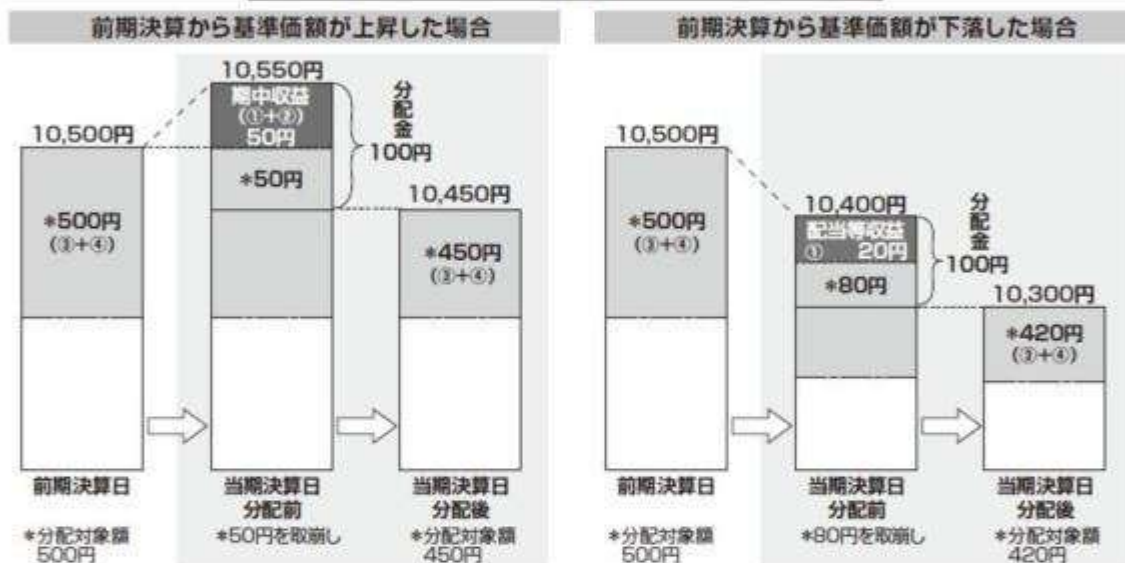 前期決算から基準価額が上昇した場合
10,550円
期中収益
(①+②)
50円
分配金
100円
10,500円
*50円
10,450円
*500円
(③+④)
*450円
(③+④)
前期決算日
当期決算日
分配前
当期決算日
分配後
*分配対象額
500円
*50円を取崩し
*分配対象額
450円
前期決算から基準価額が下落した場合
10,500円
*500円
(③+④)
10,400円
配当等収益
① 20円
分配金
100円
*80円
10,300円
*420円
(③+④)
前期決算日
当期決算日
分配前
当期決算日
分配後
*分配対象額
500円
*80円を取崩し
*分配対象額
420円